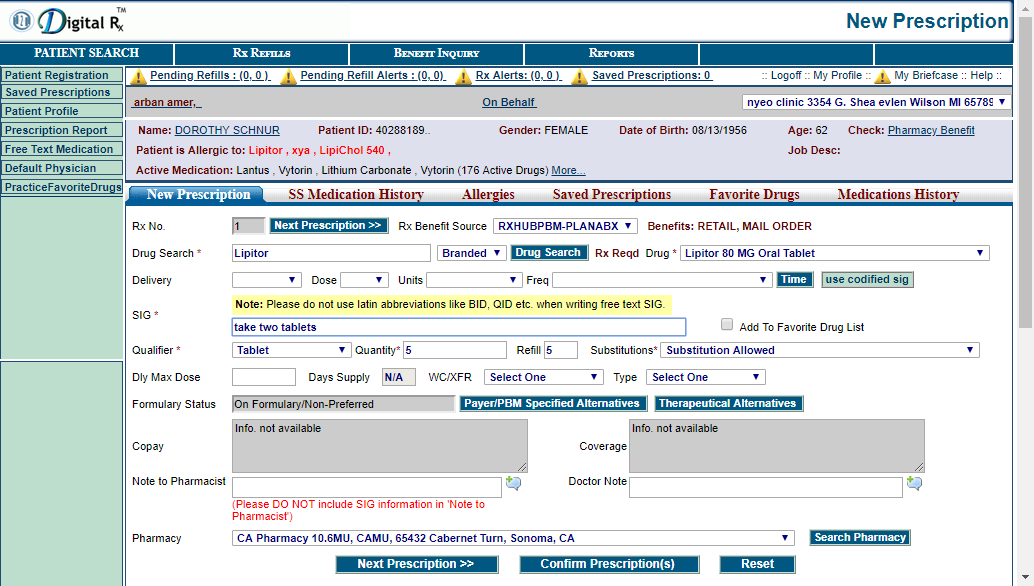 Digital Rx TM
New Prescription
PATIENT SEARCH RX REFILLS BENEFIT INQUIRY REPORTS
Patient Registration
Saved Prescriptions
Patient Profile
Prescription Report
Free Text Medication
Default Physician
PracticeFavoriteDrugs
Pending Refills : (0, 0 ) Pending Refill Alerts : (0, 0) Rx Alerts: (0, 0 ) Saved Prescriptions: 0 :: Logoff :: My Profile :: My Briefcase :: Help ::
arban amer, On Behalf nyeo clinic 3354 G. Shea evlen Wilson MI 65789
Name: DOROTHY SCHNUR Patient ID: 40288189.. Gender: FEMALE Date of Birth: 08/13/1956 Age: 62 Check: Pharmacy Benefit
Patient is Allergic to: Lipitor , xya , LipiChol 540 , Job Desc:
Active Medication: Lantus , Vytorin , Lithium Carbonate , Vytorin (176 Active Drugs) More...
New Prescription SS Medication History Allergies Saved Prescriptions Favorite Drugs Medications History
Rx No. 1 Next Prescription >> Rx Benefit Source RXHUBPBM-PLANABX Benefits: RETAIL, MAIL ORDER
Drug Search * Lipitor Branded Drug Search Rx Reqd Drug * Lipitor 80 MG Oral Tablet
Delivery Dose Units Freq Time use codified sig
Note: Please do not use latin abbreviations like BID, QID etc. when writing free text SIG.
SIG *
take two tablets Add To Favorite Drug List
Qualifier * Tablet Quantity* 5 Refill 5 Substitutions* Substitution Allowed
Dly Max Dose Days Supply N/A WC/XFR Select One Type Select One
Formulary Status On Formulary/Non-Preferred Payer/PBM Specified Alternatives Therapeutical Alternatives
Copay Info. not available Coverage Info. not available
Note to Pharmacist Doctor Note
(Please DO NOT include SIG information in 'Note to
Pharmacist')
Pharmacy CA Pharmacy 10.6MU, CAMU, 65432 Cabernet Turn, Sonoma, CA Search Pharmacy
Next Prescription >> Confirm Prescription(s) Reset